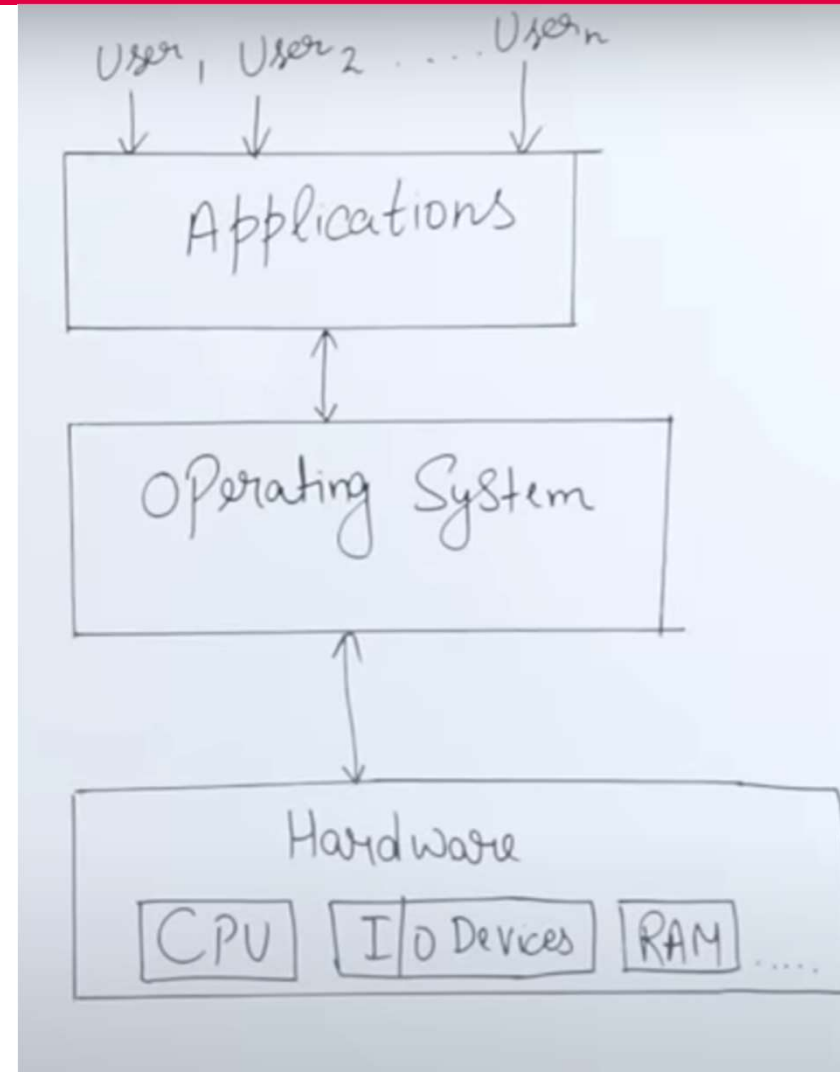 User1 User2 ..... Usern
Applications
Operating System
Hardware
CPU I/O Devices RAM .....